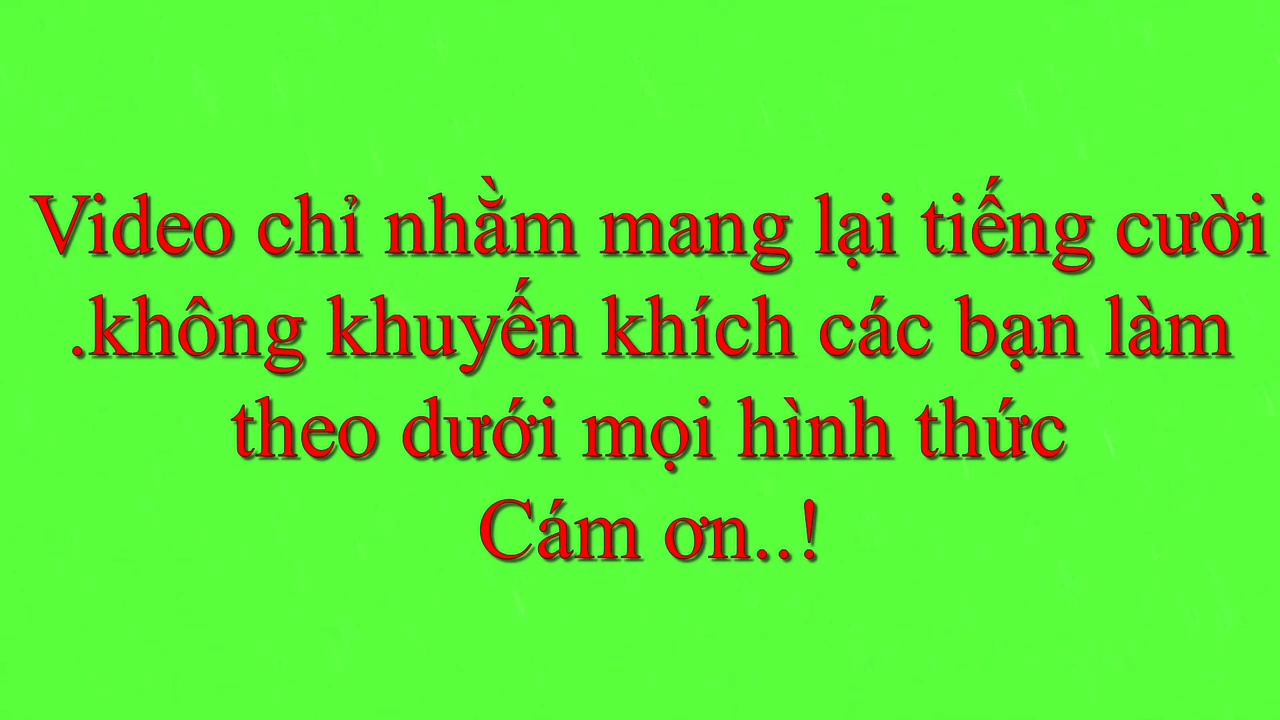 Video chỉ nhằm mang lại tiếng cười
.không khuyến khích các bạn làm
theo dưới mọi hình thức
Cám ơn..!